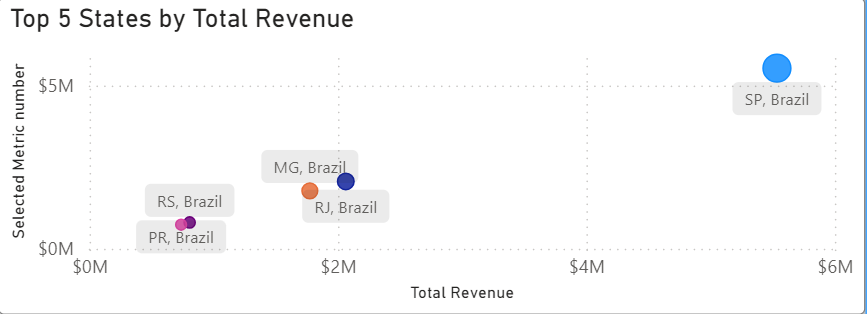 Top 5 States by Total Revenue
Selected Metric number
$5M
$0M
SP, Brazil
MG, Brazil
RJ, Brazil
RS, Brazil
PR, Brazil
$0M $2M $4M $6M
Total Revenue